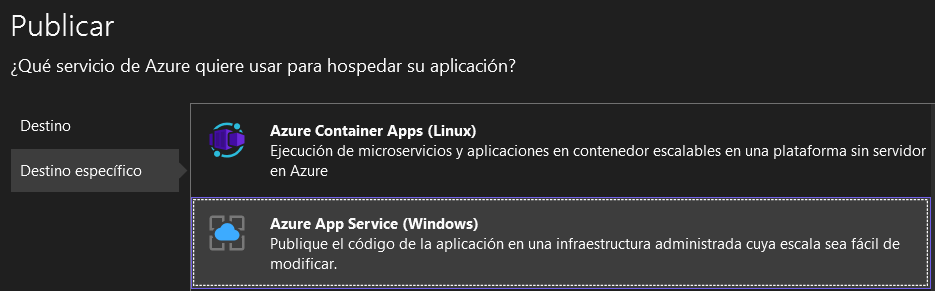 Publicar
¿Qué servicio de Azure quiere usar para hospedar su aplicación?
Destino
Destino específico
Azure Container Apps (Linux)
Ejecución de microservicios y aplicaciones en contenedor escalables en una plataforma sin servidor
en Azure
Azure App Service (Windows)
Publique el código de la aplicación en una infraestructura administrada cuya escala sea fácil de
modificar.